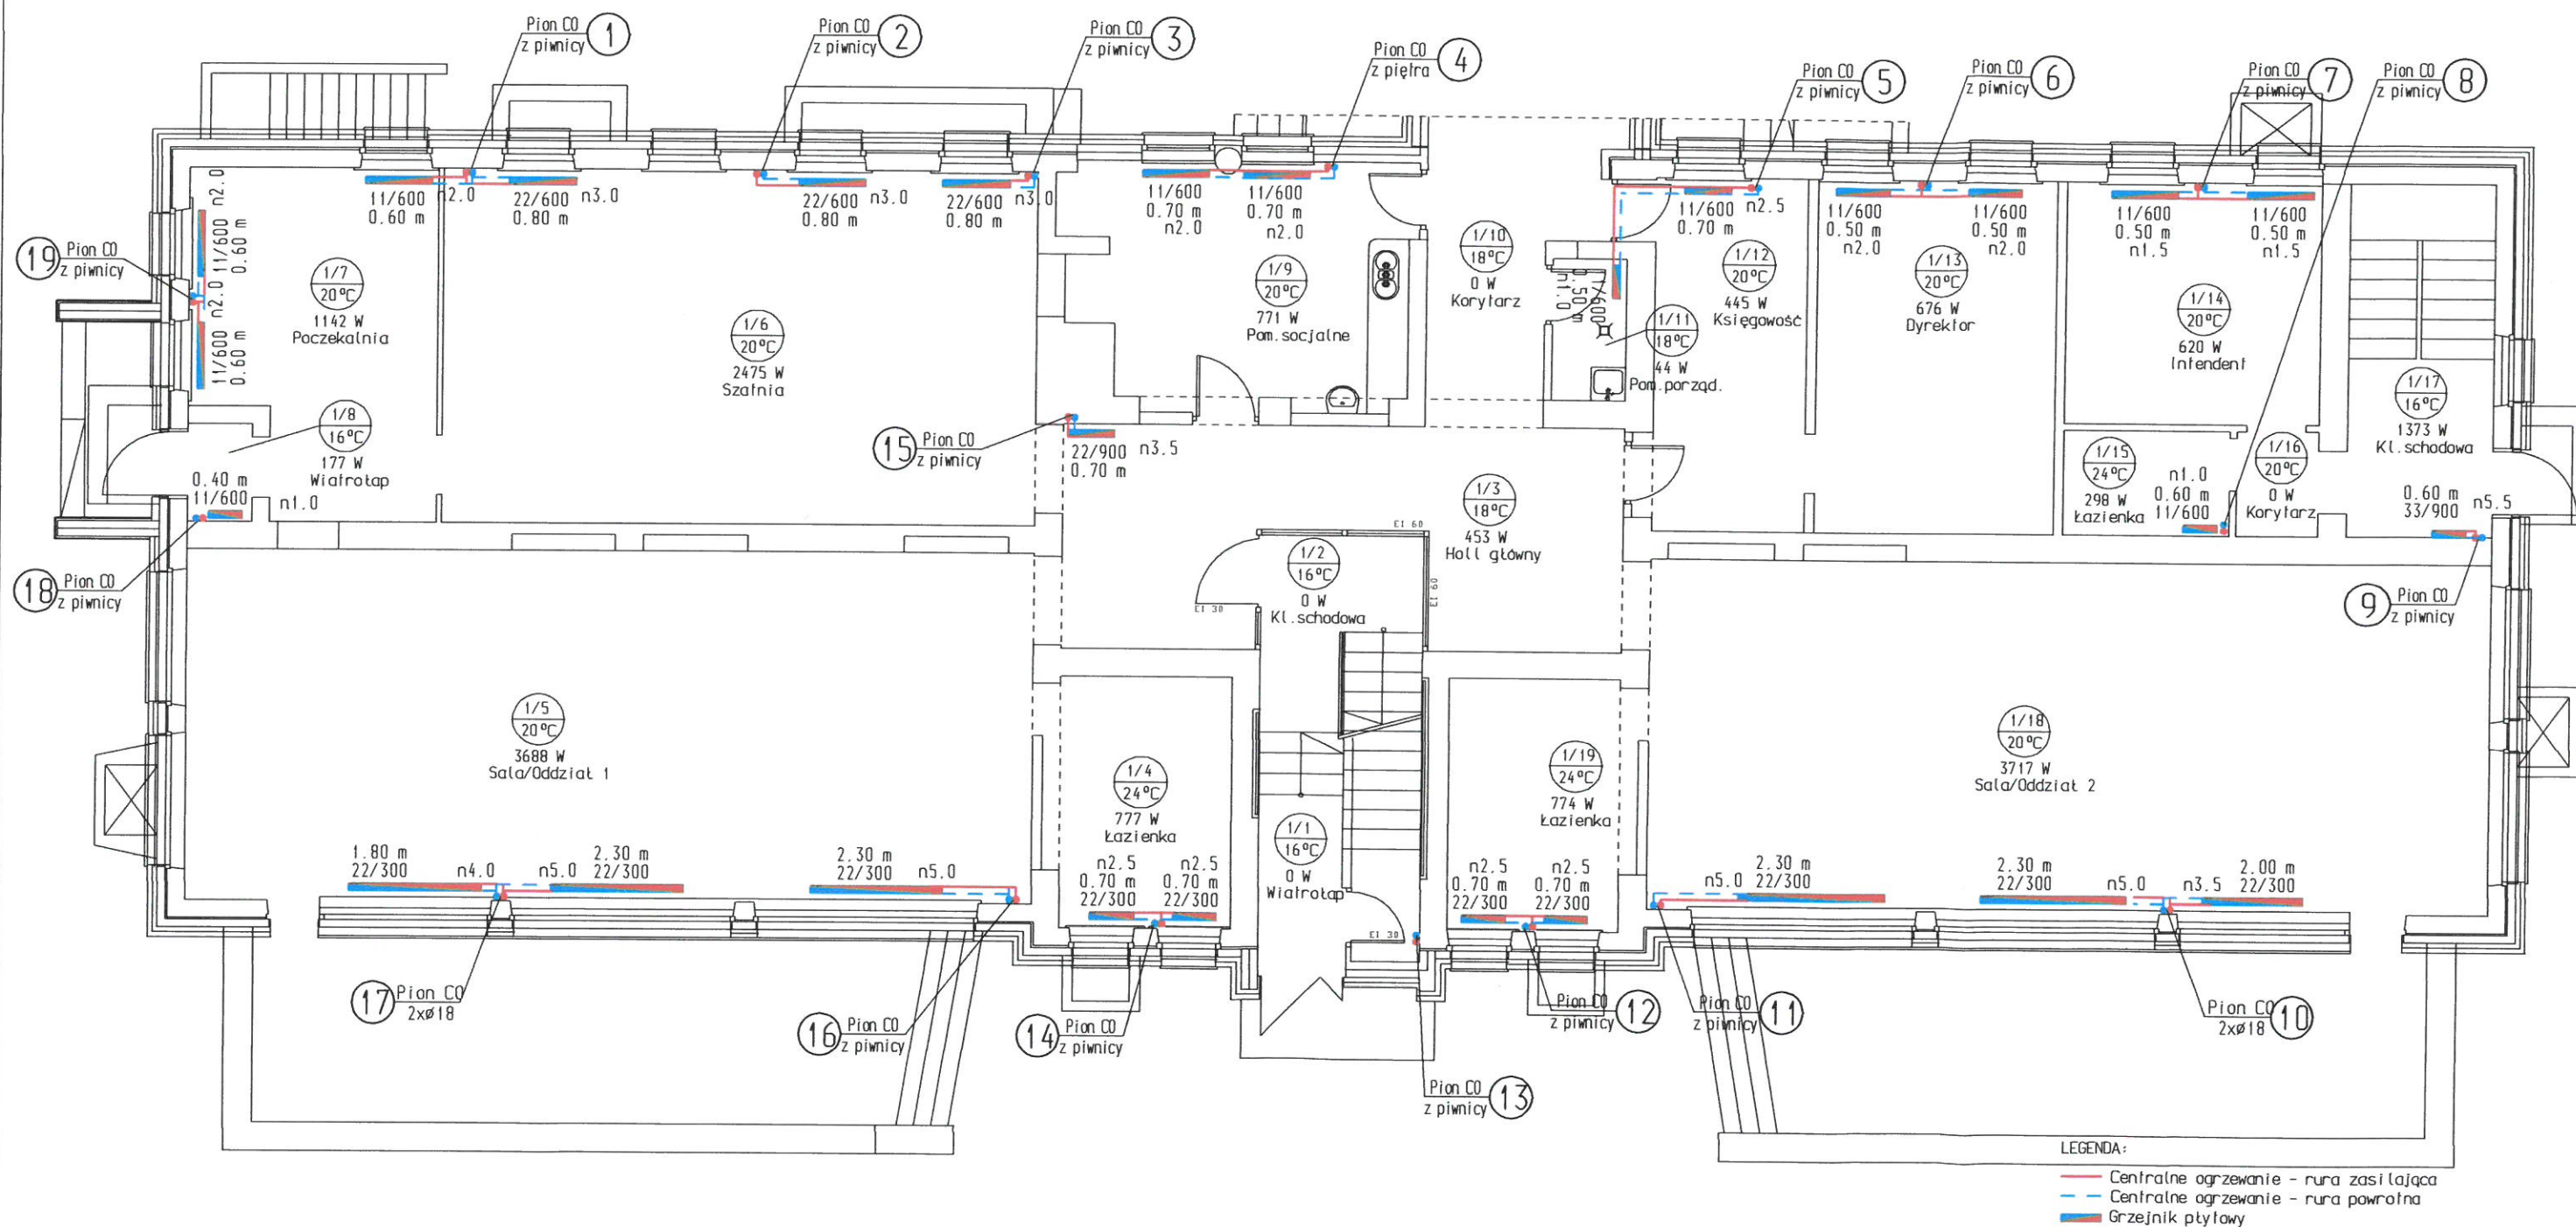 Pion CO
z piwnicy
1
Pion CO
z piwnicy
2
Pion CO
z piwnicy
3
Pion CO
z piętra
4
Pion CO
z piwnicy
5
Pion CO
z piwnicy
6
Pion CO
z piwnicy
7
Pion CO
z piwnicy
8
11/600
0.60 m
n2.0
22/600
0.80 m
n3.0
22/600
0.80 m
n3.0
22/600
0.80 m
n3.0
11/600
0.70 m
n2.0
11/600
0.70 m
n2.0
11/600
0.70 m
n2.5
11/600
0.50 m
n2.0
11/600
0.50 m
n2.0
11/600
0.50 m
n1.5
11/600
0.50 m
n1.5
19
Pion CO
z piwnicy
11/600 n2.0
0.60 m
11/600 n2.0
0.60 m
1/7
20°C
1142 W
Poczekalnia
1/6
20°C
2475 W
Szatnia
1/9
20°C
771 W
Pom.socjalne
1/10
18°C
0 W
Korytarz
11/600
0.50 m
n1.0
1/11
18°C
44 W
Pom.porząd.
1/12
20°C
445 W
Księgowość
1/13
20°C
676 W
Dyrektor
1/14
20°C
620 W
Intendent
1/17
16°C
1373 W
Kl.schodowa
1/8
16°C
177 W
Wiatrołap
0.40 m
11/600
n1.0
15
Pion CO
z piwnicy
22/900
0.70 m
n3.5
1/3
18°C
453 W
Hall główny
1/15
24°C
298 W
Łazienka
n1.0
0.60 m
11/600
1/16
20°C
0 W
Korytarz
0.60 m
33/900
n5.5
18
Pion CO
z piwnicy
EI 60
EI 60
EI 30
1/2
16°C
0 W
Kl.schodowa
9
Pion CO
z piwnicy
1/5
20°C
3688 W
Sala/Oddział 1
1/4
24°C
777 W
Łazienka
1/1
16°C
0 W
Wiatrołap
1/19
24°C
774 W
Łazienka
1/18
20°C
3717 W
Sala/Oddział 2
1.80 m
22/300
n4.0
n5.0
2.30 m
22/300
2.30 m
22/300
n5.0
n2.5
0.70 m
22/300
n2.5
0.70 m
22/300
EI 30
n2.5
0.70 m
22/300
n2.5
0.70 m
22/300
n5.0
2.30 m
22/300
2.30 m
22/300
n5.0
n3.5
2.00 m
22/300
17
Pion CO
2xø18
16
Pion CO
z piwnicy
14
Pion CO
z piwnicy
13
Pion CO
z piwnicy
12
Pion CO
z piwnicy
11
Pion CO
z piwnicy
10
Pion CO
2xø18
LEGENDA:
Centralne ogrzewanie - rura zasilająca
Centralne ogrzewanie - rura powrotna
Grzejnik płytowy